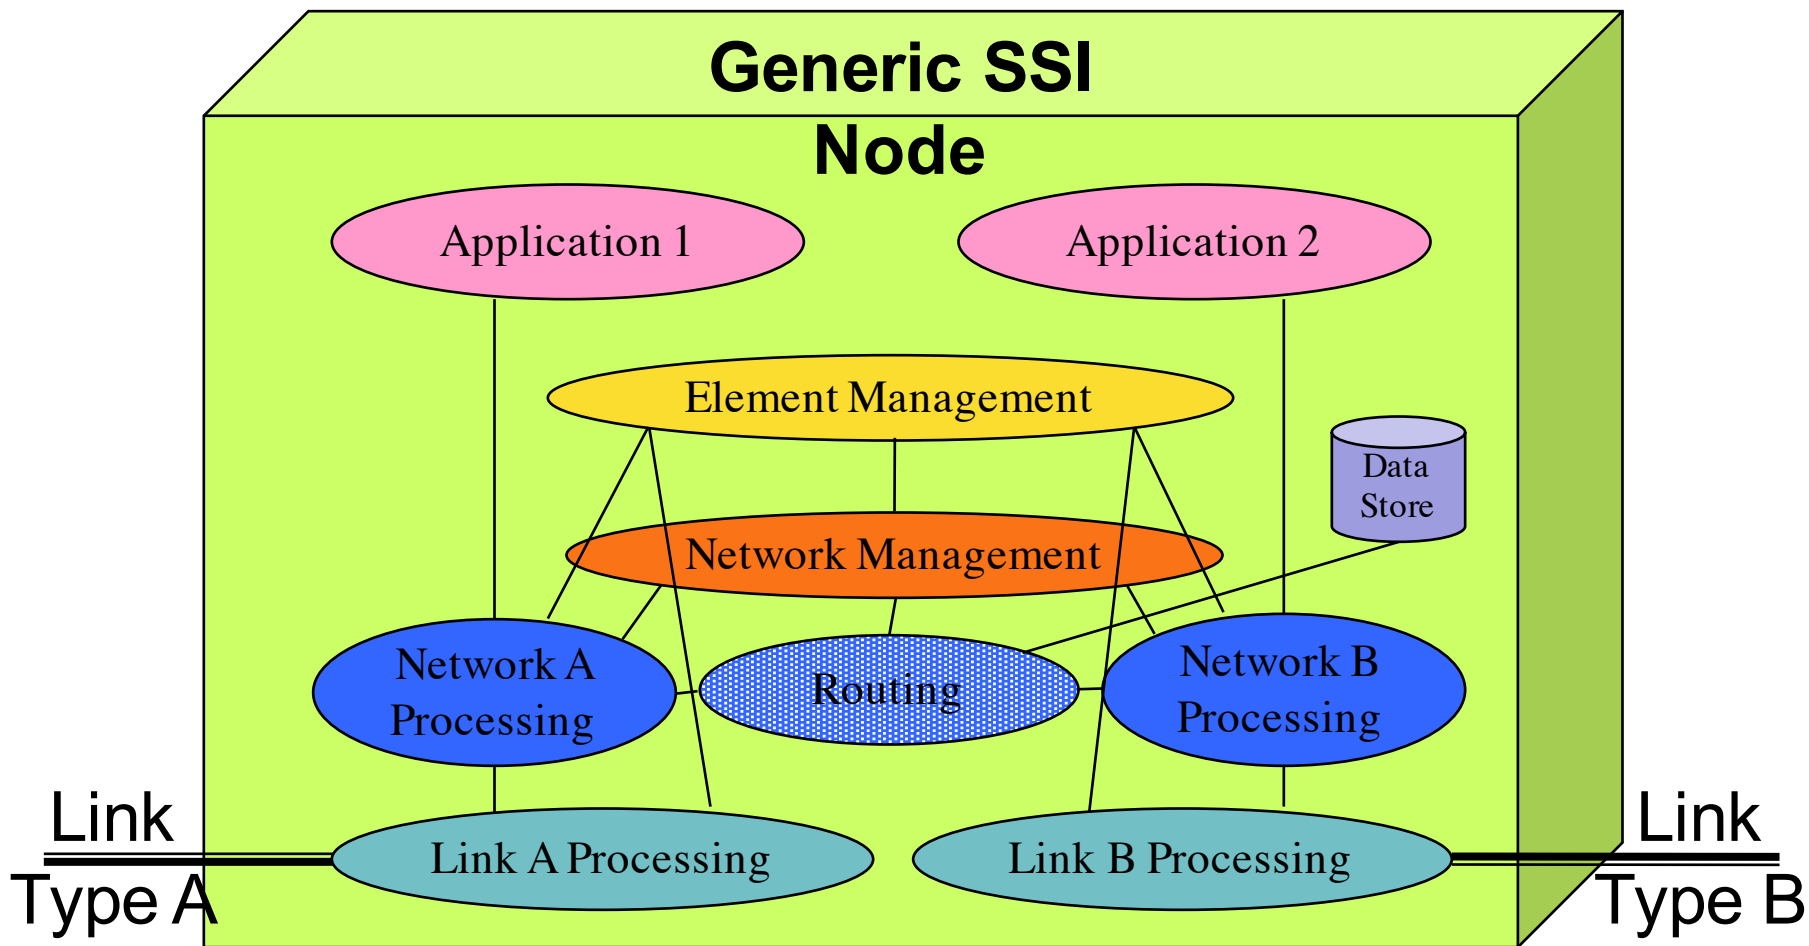 Generic SSI
Node
Application 1
Application 2
Element Management
Data
Store
Network Management
Network A
Processing
Routing
Network B
Processing
Link
Type A
Link A Processing
Link B Processing
Link
Type B